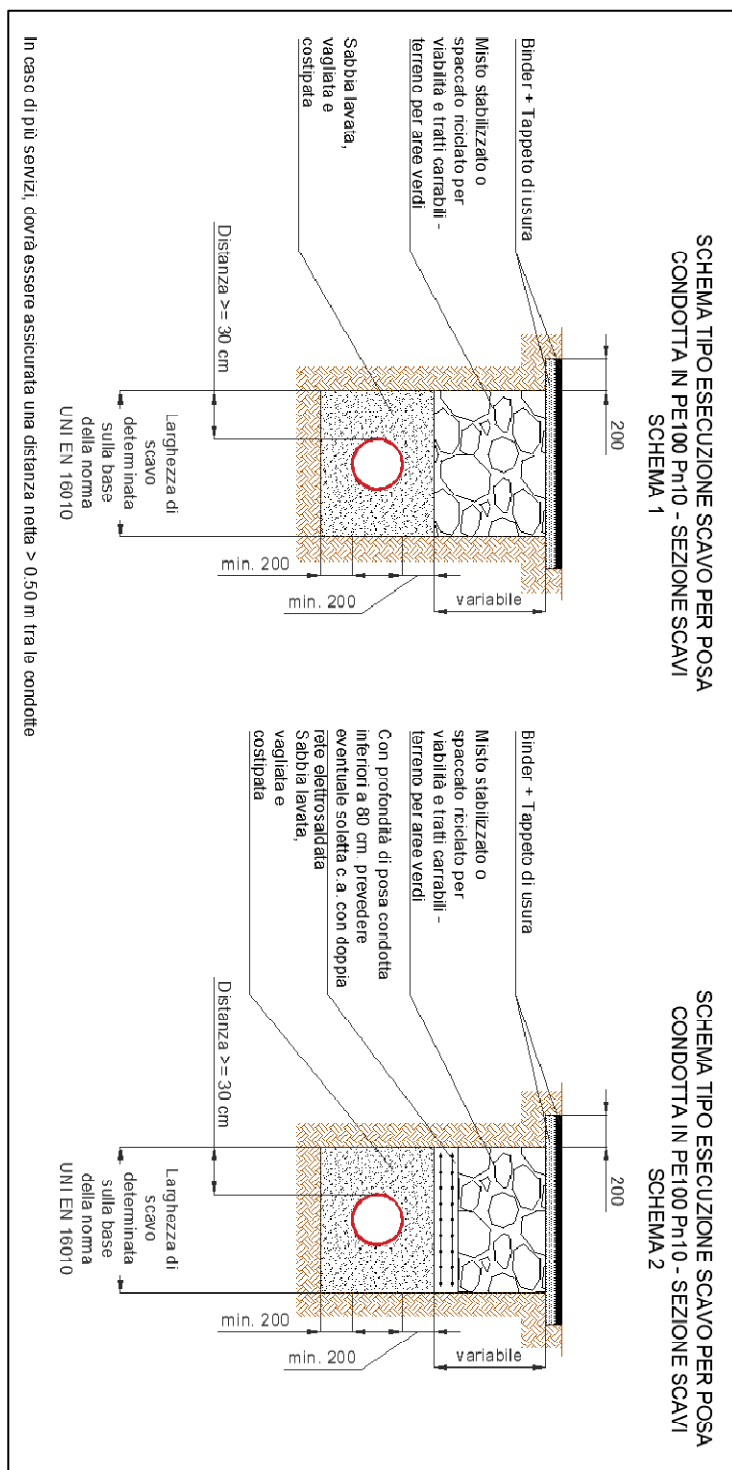 SCHEMA TIPO ESECUZIONE SCAVO PER POSA
CONDOTTA IN PE100 Pn10 - SEZIONE SCAVI
SCHEMA 1
Binder + Tappeto di usura
200
Misto stabilizzato o
spaccato riciclato per
viabilità e tratti carrabili -
terreno per aree verdi
Sabbia lavata,
vagliata e
costipata
variabile
min. 200
min. 200
Distanza >= 30 cm
Larghezza di
scavo
determinata
sulla base
della norma
UNI EN 16010
SCHEMA TIPO ESECUZIONE SCAVO PER POSA
CONDOTTA IN PE100 Pn10 - SEZIONE SCAVI
SCHEMA 2
Binder + Tappeto di usura
200
Misto stabilizzato o
spaccato riciclato per
viabilità e tratti carrabili -
terreno per aree verdi
Con profondità di posa condotta
inferiori a 80 cm. prevedere
eventuale soletta c.a. con doppia
rete elettrosaldata
Sabbia lavata,
vagliata e
costipata
variabile
min. 200
min. 200
Distanza >= 30 cm
Larghezza di
scavo
determinata
sulla base
della norma
UNI EN 16010
In caso di più servizi, dovrà essere assicurata una distanza netta > 0.50 m tra le condotte